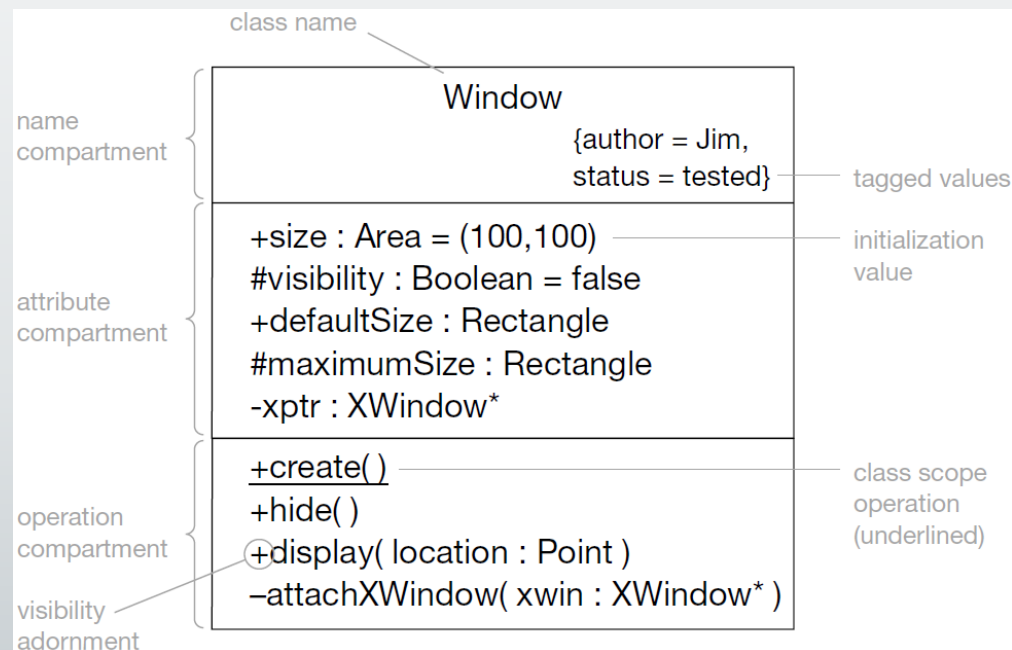 class name
Window
name
compartment
{author = Jim,
status = tested}
tagged values
+size : Area = (100,100)
initialization
value
#visibility : Boolean = false
attribute
compartment
+defaultSize : Rectangle
#maximumSize : Rectangle
-xptr : XWindow*
+create( )
class scope
operation
(underlined)
+hide( )
operation
compartment
+display( location : Point )
–attachXWindow( xwin : XWindow* )
visibility
adornment